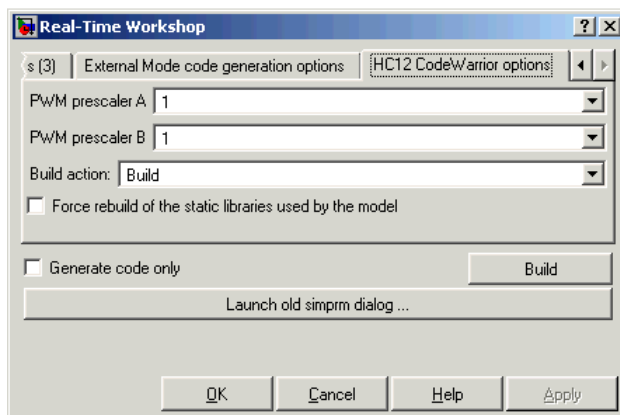 Real-Time Workshop
s (3) External Mode code generation options HC12 CodeWarrior options
PWM prescaler A 1
PWM prescaler B 1
Build action: Build
Force rebuild of the static libraries used by the model
Generate code only Build
Launch old simprm dialog ...
OK Cancel Help Apply